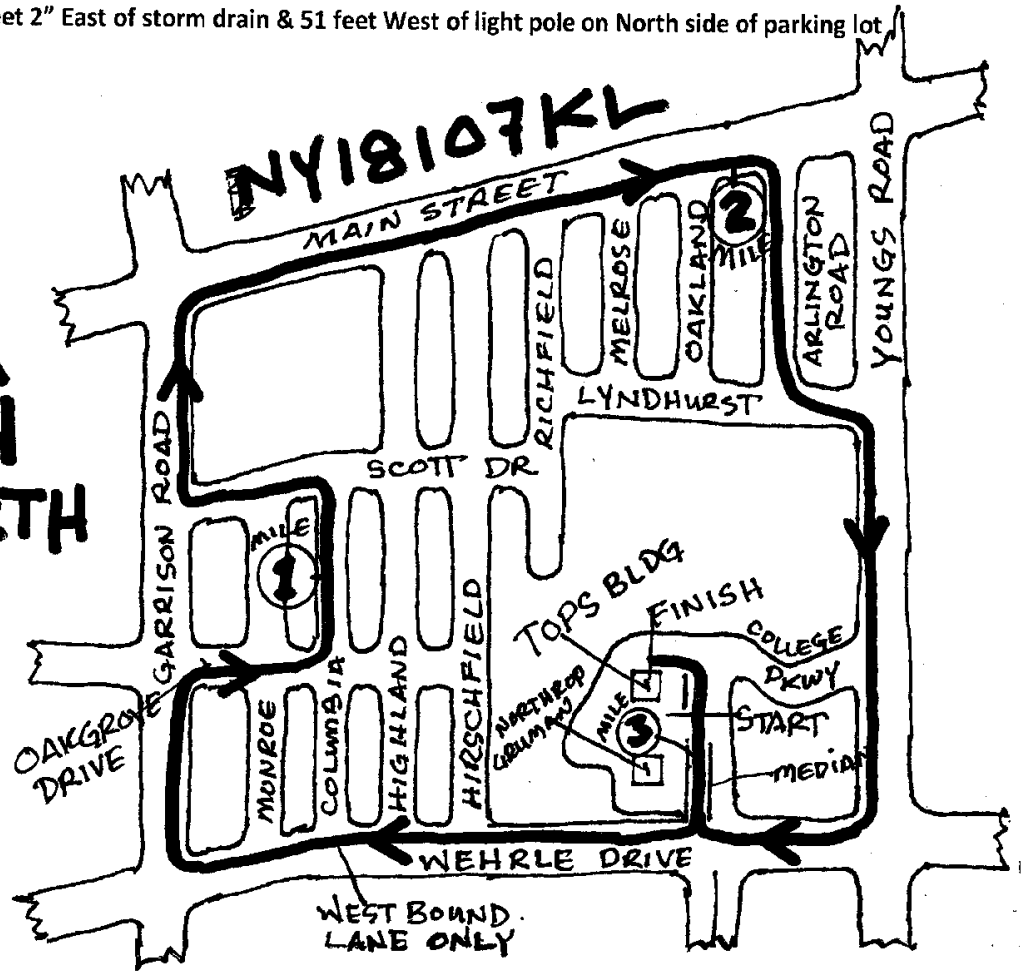 et 2” East of storm drain & 51 feet West of light pole on North side of parking lot
NY18107KL
MAIN STREET
YOUNGS ROAD
ARLINGTON
ROAD
2
MILE
OAKLAND
MELROSE
RICHFIELD
LYNDHURST
SCOTT DR
GARRISON ROAD
MILE
1
TH
TOPS BLDG
FINISH
COLLEGE
PKWY
START
MEDIAN
NORTHROP
GRUMAN
MILE
3
OAKGROVE
DRIVE
MONROE
COLUMBIA
HIGHLAND
HIRSCHFIELD
WEHRLE DRIVE
WEST BOUND.
LANE ONLY